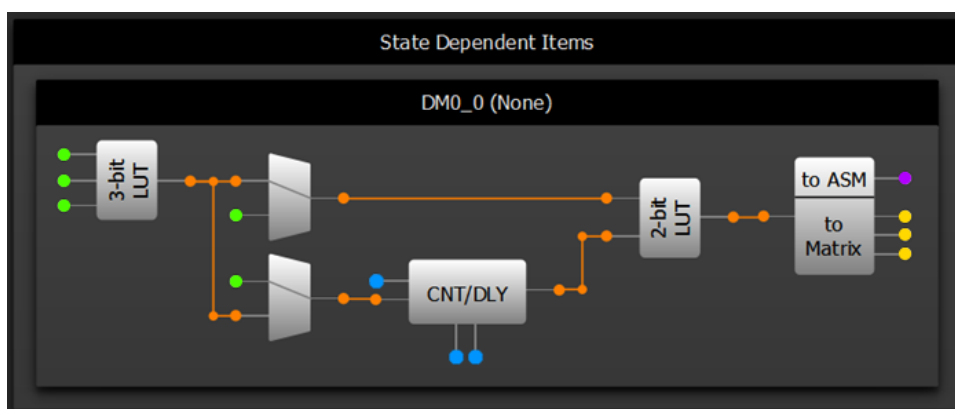 State Dependent Items
DM0_0 (None)
3-bit
LUT
to ASM
to
Matrix
2-bit
LUT
CNT/DLY